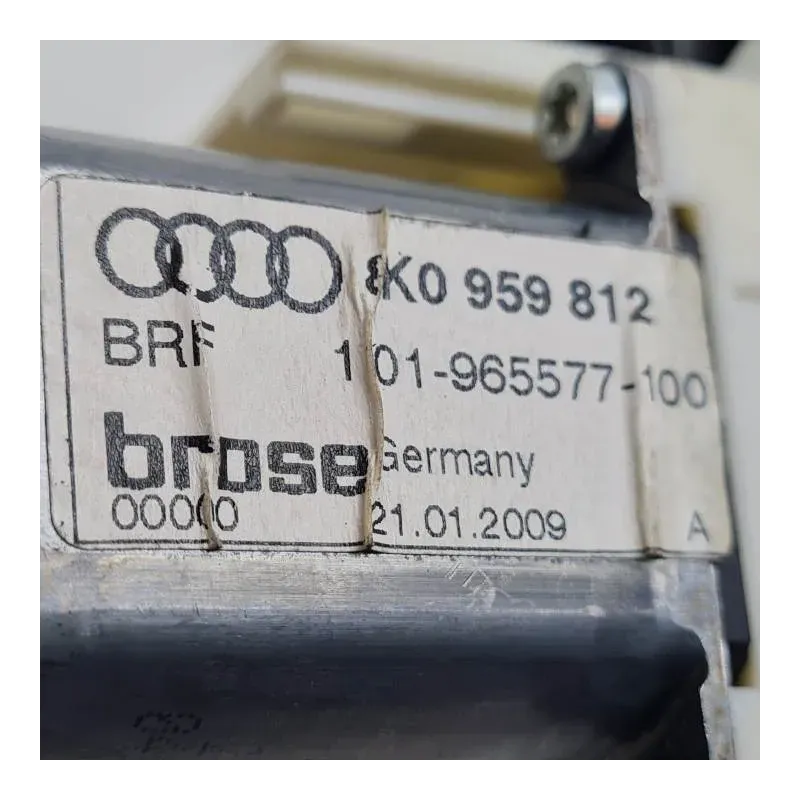 8K0 959 812
BRF 101-965577-100
brose Germany
00000 21.01.2009 A